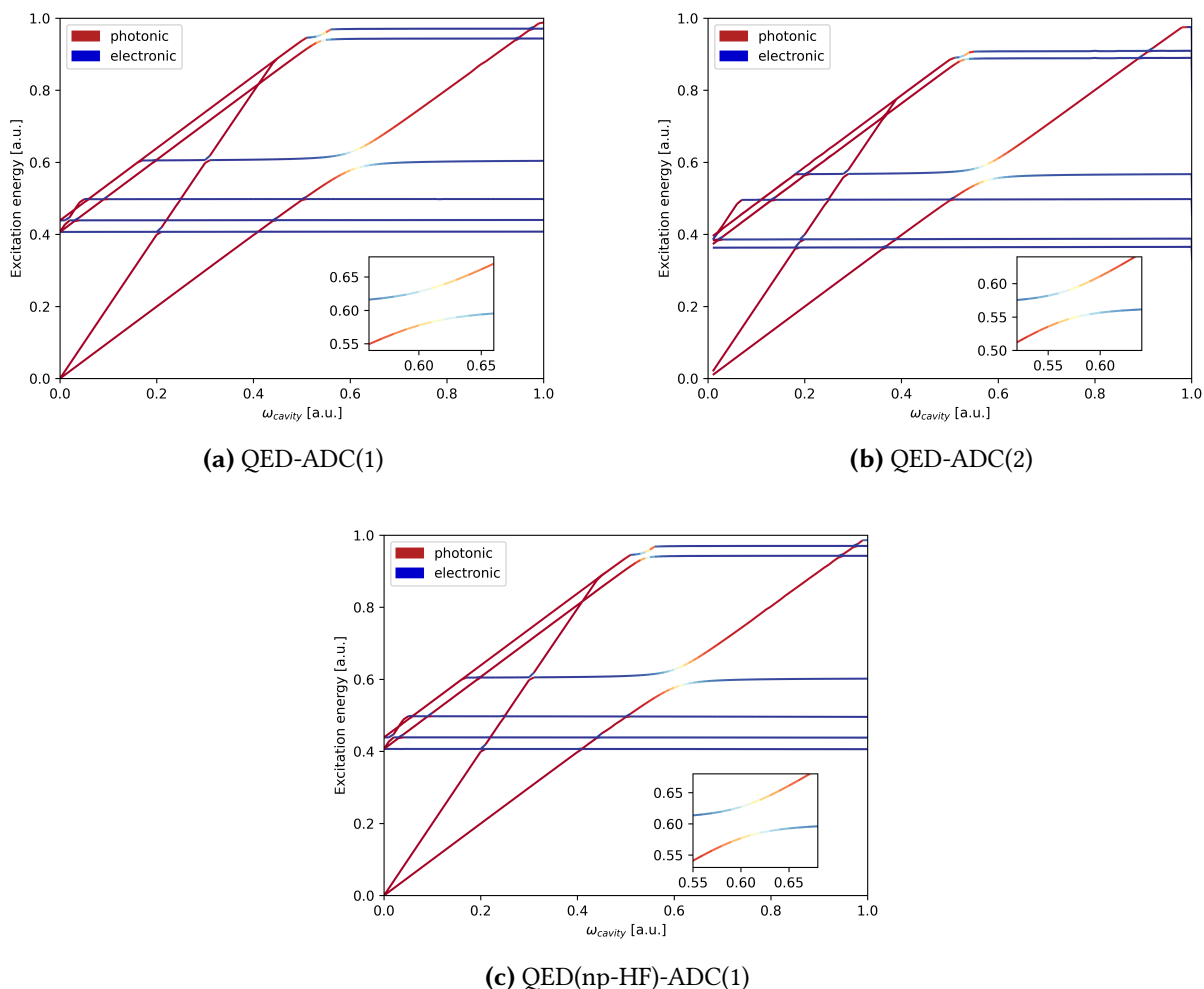 1.0
0.8
0.6
0.4
0.2
0.0
Excitation energy [a.u.]
photonic
electronic
0.65
0.60
0.55
0.60 0.65
0.0 0.2 0.4 0.6 0.8 1.0
ω_cavity [a.u.]
(a) QED-ADC(1)
1.0
0.8
0.6
0.4
0.2
0.0
Excitation energy [a.u.]
photonic
electronic
0.60
0.55
0.50
0.55 0.60
0.0 0.2 0.4 0.6 0.8 1.0
ω_cavity [a.u.]
(b) QED-ADC(2)
1.0
0.8
0.6
0.4
0.2
0.0
Excitation energy [a.u.]
photonic
electronic
0.65
0.60
0.55
0.55 0.60 0.65
0.0 0.2 0.4 0.6 0.8 1.0
ω_cavity [a.u.]
(c) QED(np-HF)-ADC(1)